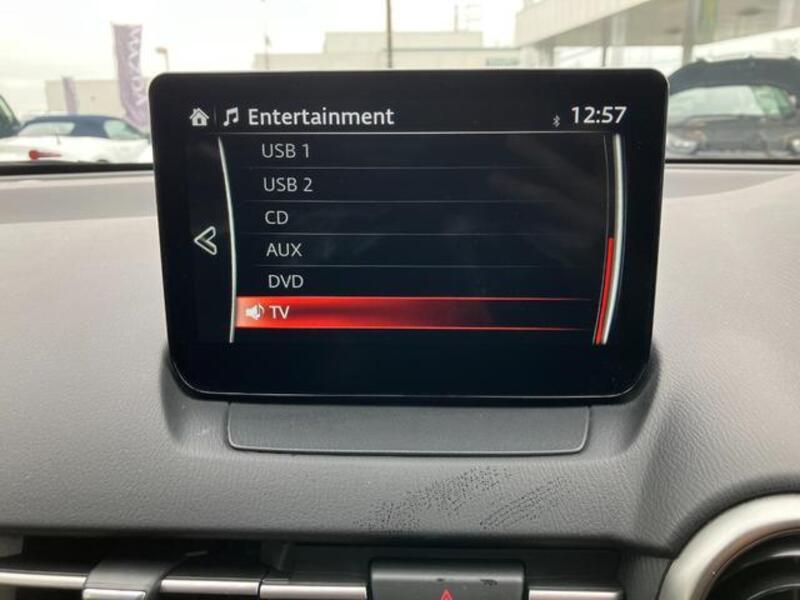 Entertainment 12:57
USB 1
USB 2
CD
AUX
DVD
TV